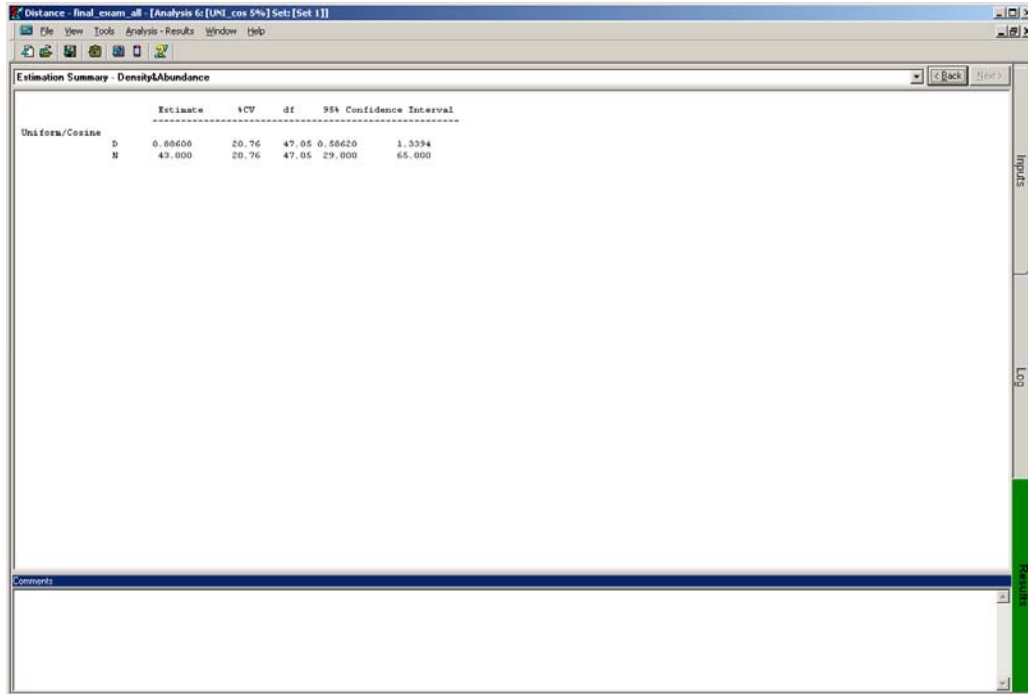 Distance - final_exam_all - [Analysis 6: [UNI_cos 5%] Set: [Set 1]]
File View Tools Analysis - Results Window Help
Estimation Summary - Density&Abundance
< Back Next >
Estimate %CV df 95% Confidence Interval
Uniform/Cosine
D 0.88608 20.76 47.05 0.58620 1.3394
N 43.000 20.76 47.05 29.000 65.000
Inputs
Log
Results
Comments